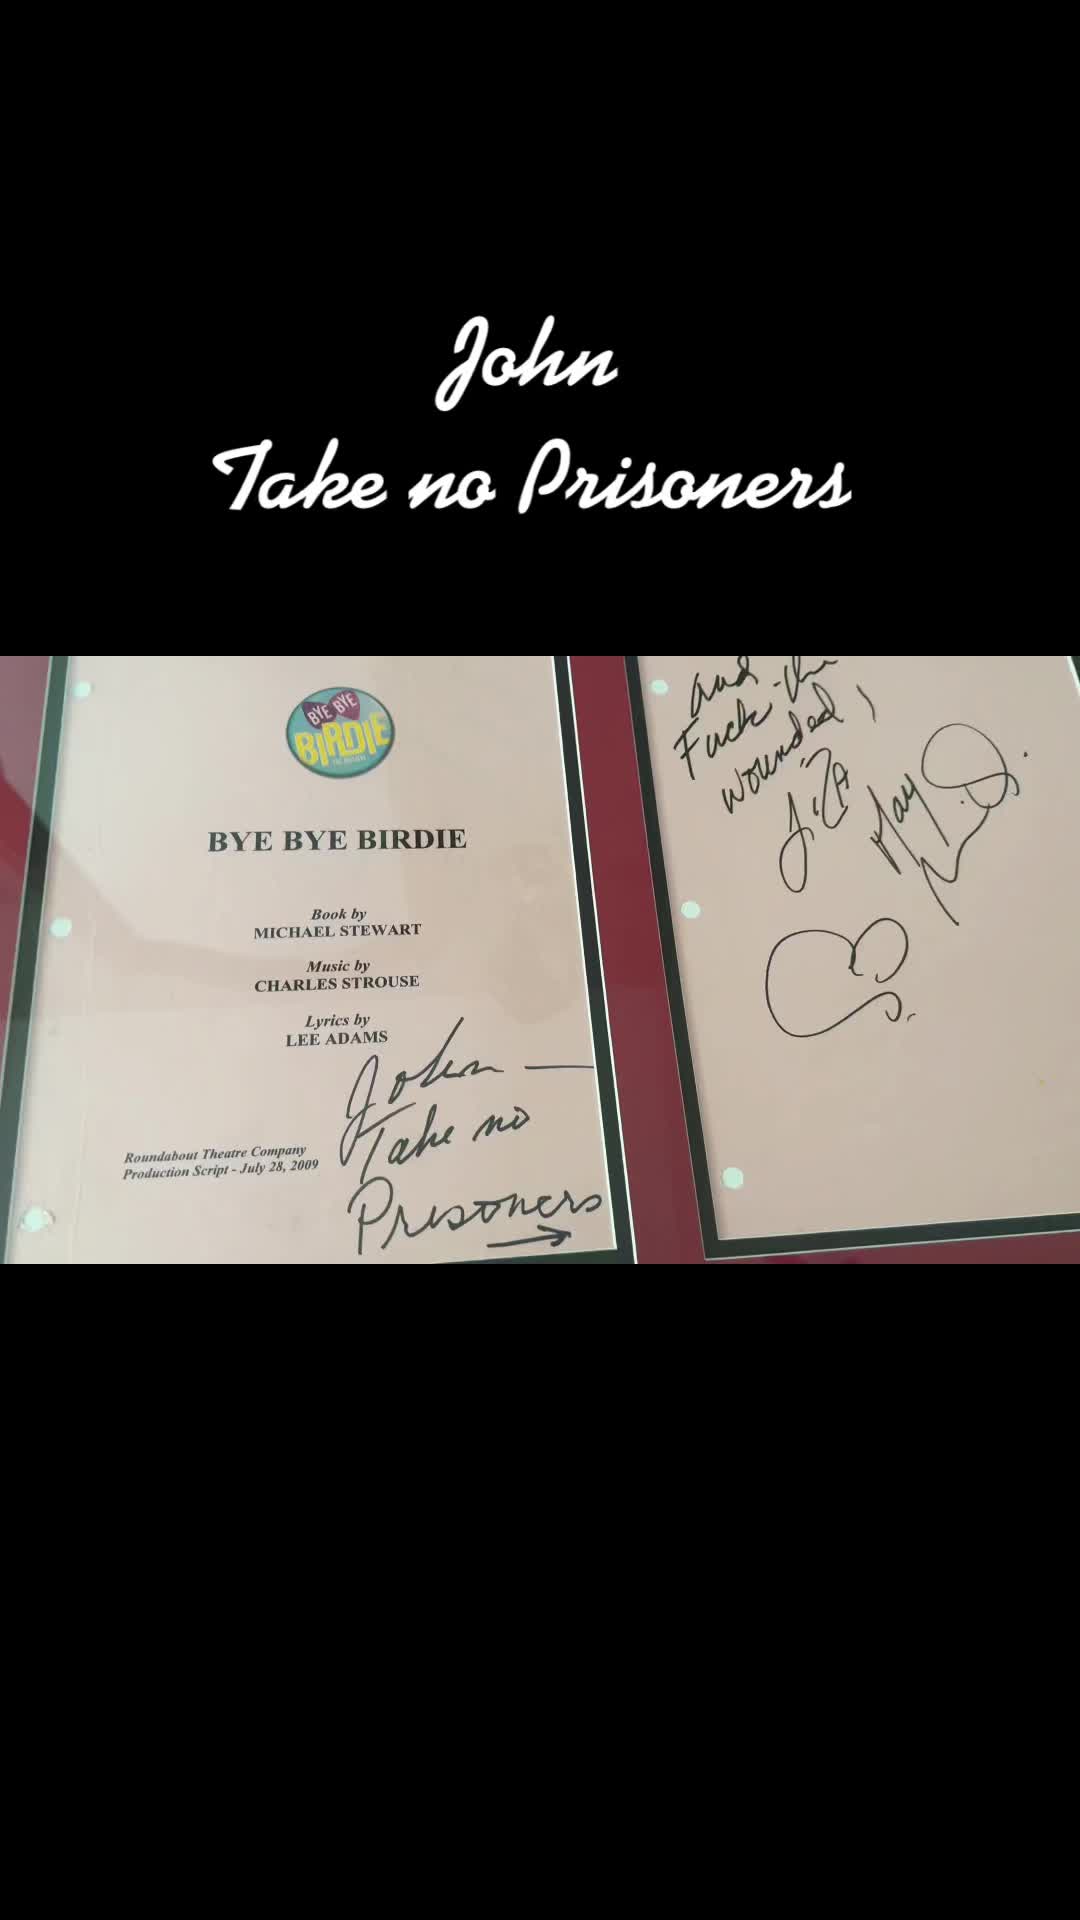 John
Take no Prisoners
BYE BYE
BIRDIE
BYE BYE BIRDIE
Book by
MICHAEL STEWART
Music by
CHARLES STROUSE
Lyrics by
LEE ADAMS
Roundabout Theatre Company
Production Script - July 28, 2009
John —
Take no
Prisoners
and the
Fuck
wounded!